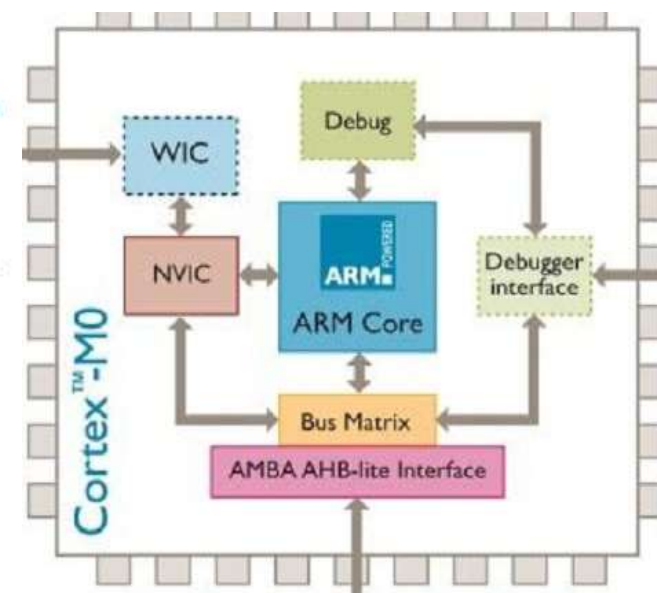 WIC
Debug
NVIC
ARM
POWERED
ARM Core
Debugger
interface
Bus Matrix
AMBA AHB-lite Interface
Cortex™-M0